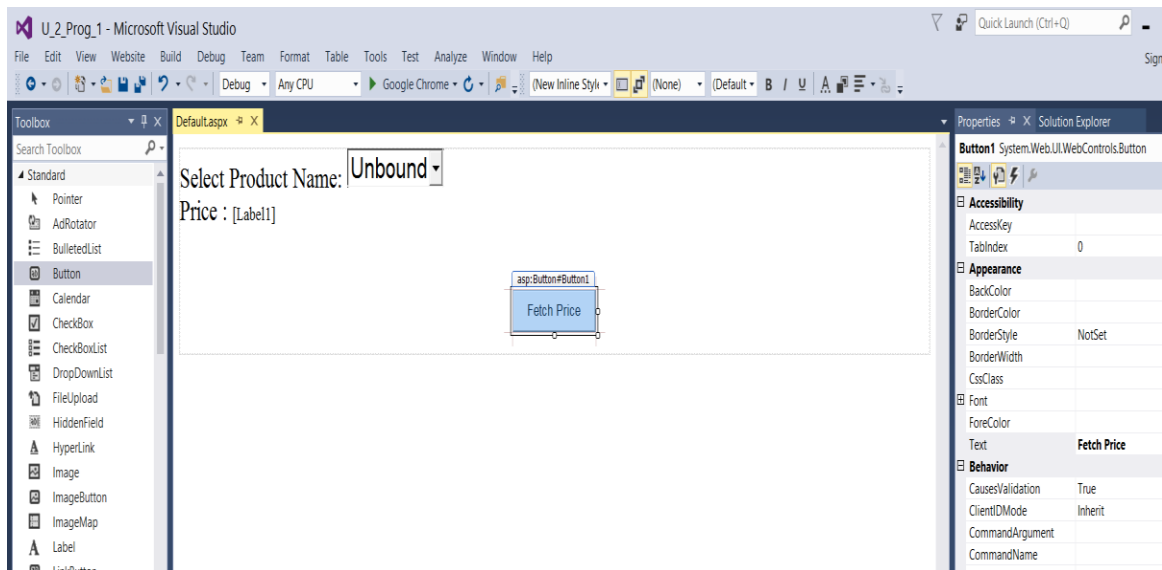 U_2_Prog_1 - Microsoft Visual Studio
Quick Launch (Ctrl+Q)
File Edit View Website Build Debug Team Format Table Tools Test Analyze Window Help
Sign
Debug Any CPU Google Chrome (New Inline Style (None) (Default B I U A
Toolbox
Default.aspx
Properties Solution Explorer
Search Toolbox
Standard
Pointer
AdRotator
BulletedList
Button
Calendar
CheckBox
CheckBoxList
DropDownList
FileUpload
HiddenField
HyperLink
Image
ImageButton
ImageMap
Label
Select Product Name: Unbound
Price : [Label1]
asp:Button#Button1
Fetch Price
Button1 System.Web.UI.WebControls.Button
Accessibility
AccessKey
TabIndex 0
Appearance
BackColor
BorderColor
BorderStyle NotSet
BorderWidth
CssClass
Font
ForeColor
Text Fetch Price
Behavior
CausesValidation True
ClientIDMode Inherit
CommandArgument
CommandName